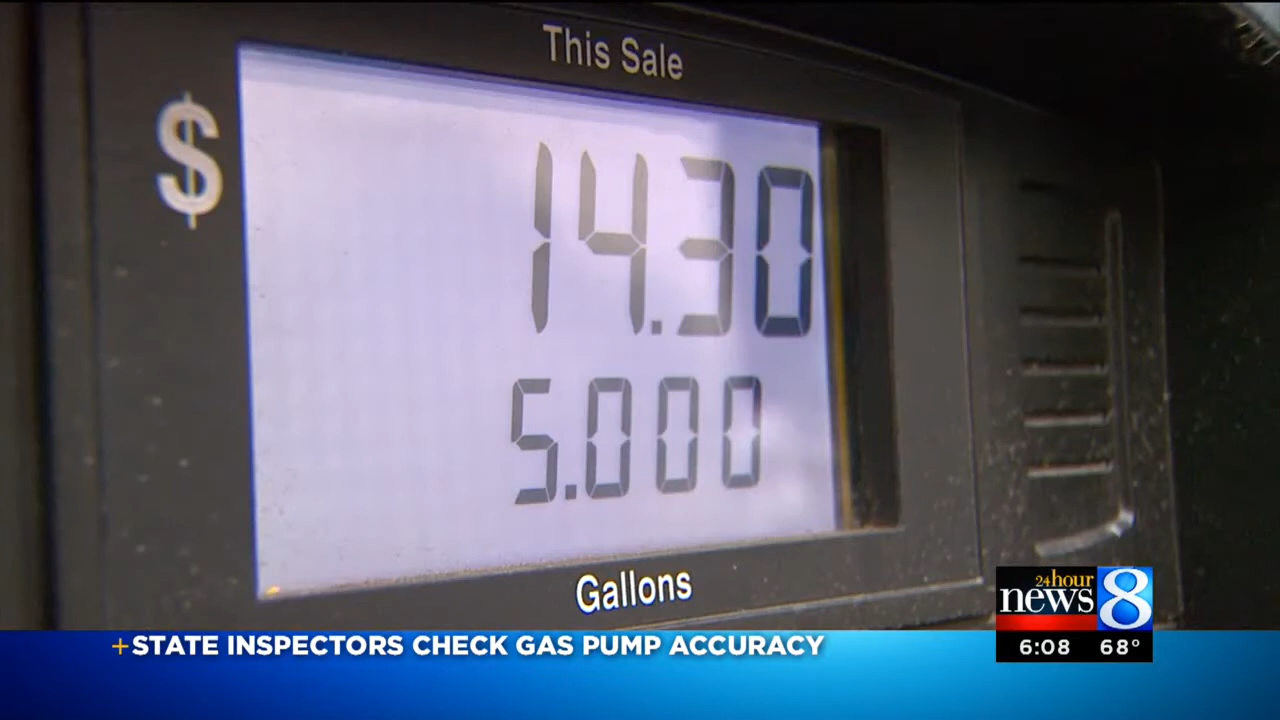 This Sale
$
14.30
5.000
Gallons
24hour
news 8
+STATE INSPECTORS CHECK GAS PUMP ACCURACY
6:08 68°